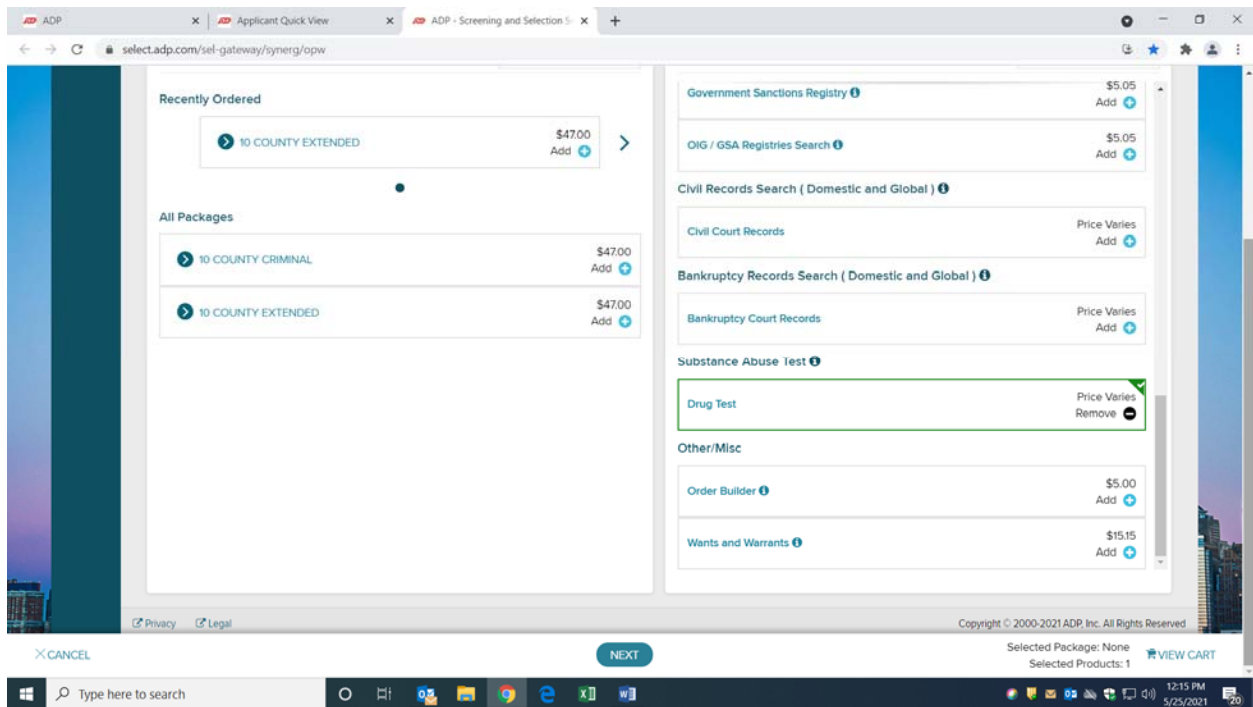 ADP
Applicant Quick View
ADP - Screening and Selection S
select.adp.com/sel-gateway/synerg/opw
Recently Ordered
10 COUNTY EXTENDED
$47.00
Add
All Packages
10 COUNTY CRIMINAL
$47.00
Add
10 COUNTY EXTENDED
$47.00
Add
Government Sanctions Registry
$5.05
Add
OIG / GSA Registries Search
$5.05
Add
Civil Records Search ( Domestic and Global )
Civil Court Records
Price Varies
Add
Bankruptcy Records Search ( Domestic and Global )
Bankruptcy Court Records
Price Varies
Add
Substance Abuse Test
Drug Test
Price Varies
Remove
Other/Misc
Order Builder
$5.00
Add
Wants and Warrants
$15.15
Add
Privacy
Legal
Copyright © 2000-2021 ADP, Inc. All Rights Reserved
CANCEL
NEXT
Selected Package: None
Selected Products: 1
VIEW CART
Type here to search
12:15 PM
5/25/2021
20